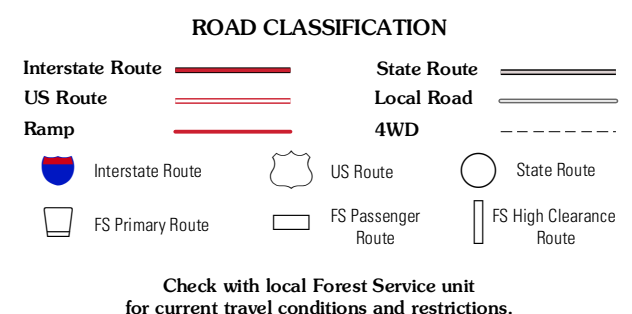 ROAD CLASSIFICATION
Interstate Route
State Route
US Route
Local Road
Ramp
4WD
Interstate Route
US Route
State Route
FS Primary Route
FS Passenger
Route
FS High Clearance
Route
Check with local Forest Service unit
for current travel conditions and restrictions.